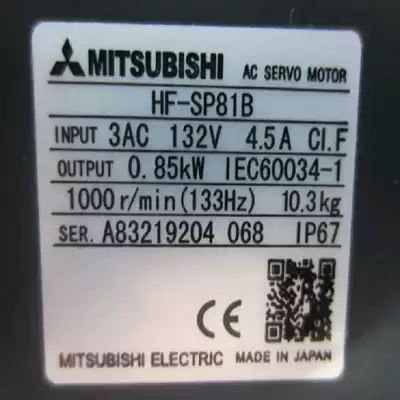 MITSUBISHI AC SERVO MOTOR
HF-SP81B
INPUT 3AC 132V 4.5A CI.F
OUTPUT 0.85kW IEC60034-1
1000r/min(133Hz) 10.3kg
SER. A83219204 068 IP67
CE
MITSUBISHI ELECTRIC MADE IN JAPAN